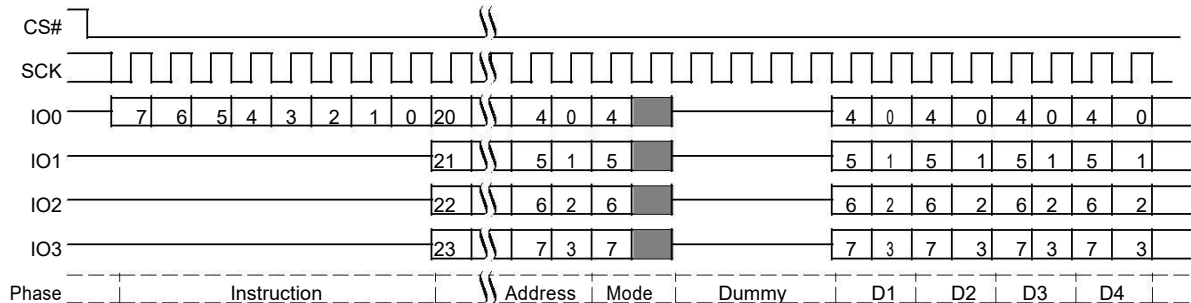 CS#
SCK
IO0 7 6 5 4 3 2 1 0 20 4 0 4 4 0 4 0 4 0 4 0
IO1 21 5 1 5 5 1 5 1 5 1 5 1
IO2 22 6 2 6 6 2 6 2 6 2 6 2
IO3 23 7 3 7 7 3 7 3 7 3 7 3
Phase Instruction Address Mode Dummy D1 D2 D3 D4